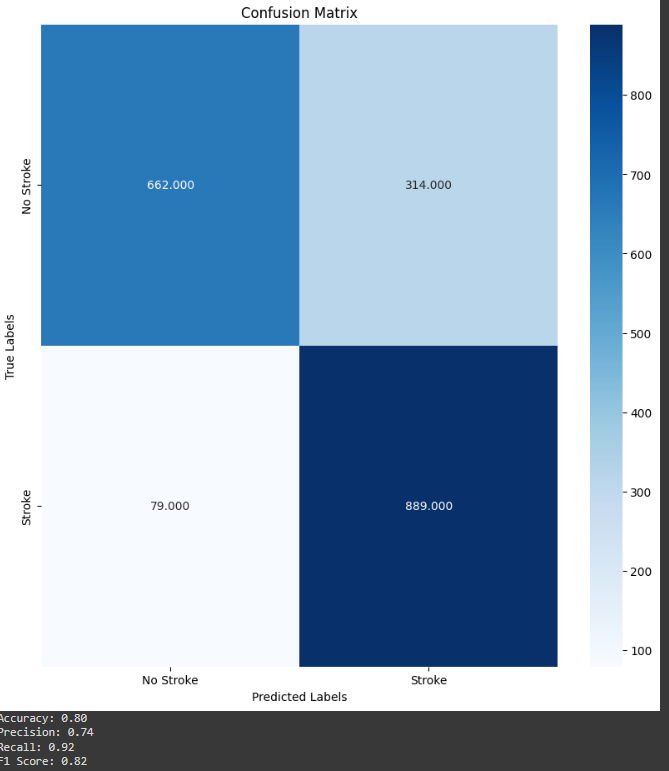 Confusion Matrix
No Stroke
662.000
314.000
True Labels
Stroke
79.000
889.000
No Stroke
Stroke
Predicted Labels
800
700
600
500
400
300
200
100
Accuracy: 0.80
Precision: 0.74
Recall: 0.92
F1 Score: 0.82